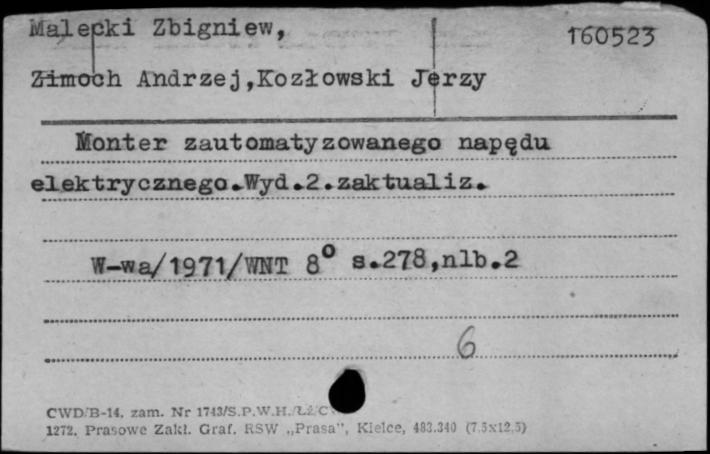 Małecki Zbigniew, 160523
Zimoch Andrzej,Kozłowski Jerzy
Monter zautomatyzowanego napędu
elektrycznego.Wyd.2.zaktualiz.
W-wa/1971/WNT 8° s.278,nlb.2
6
CWD/B-14. zam. Nr 1743/S.P.W.H./
1272. Prasowe Zakł. Graf. RSW „Prasa", Kielce, 483.340 (7.5x12.5)